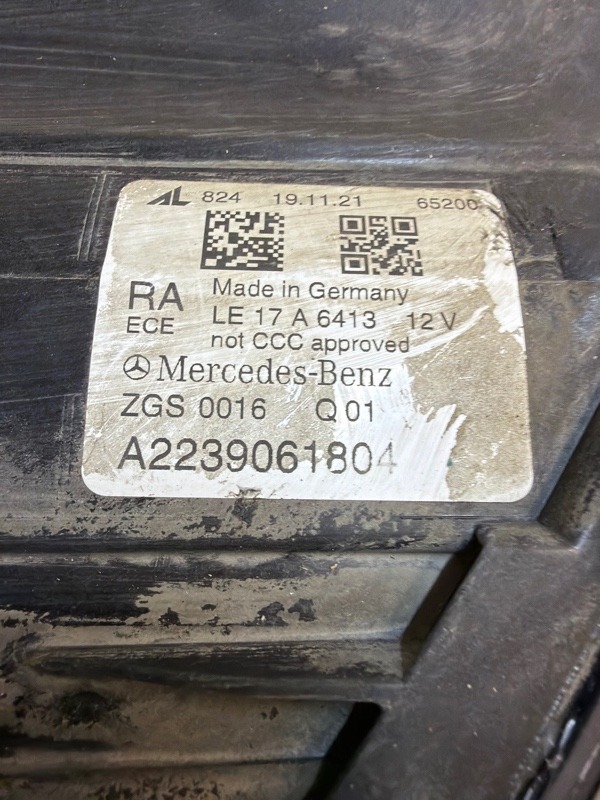 AL 824 19.11.21 65200
Made in Germany
RA LE 17 A 6413 12 V
ECE not CCC approved
Mercedes-Benz
ZGS 0016 Q 01
A2239061804